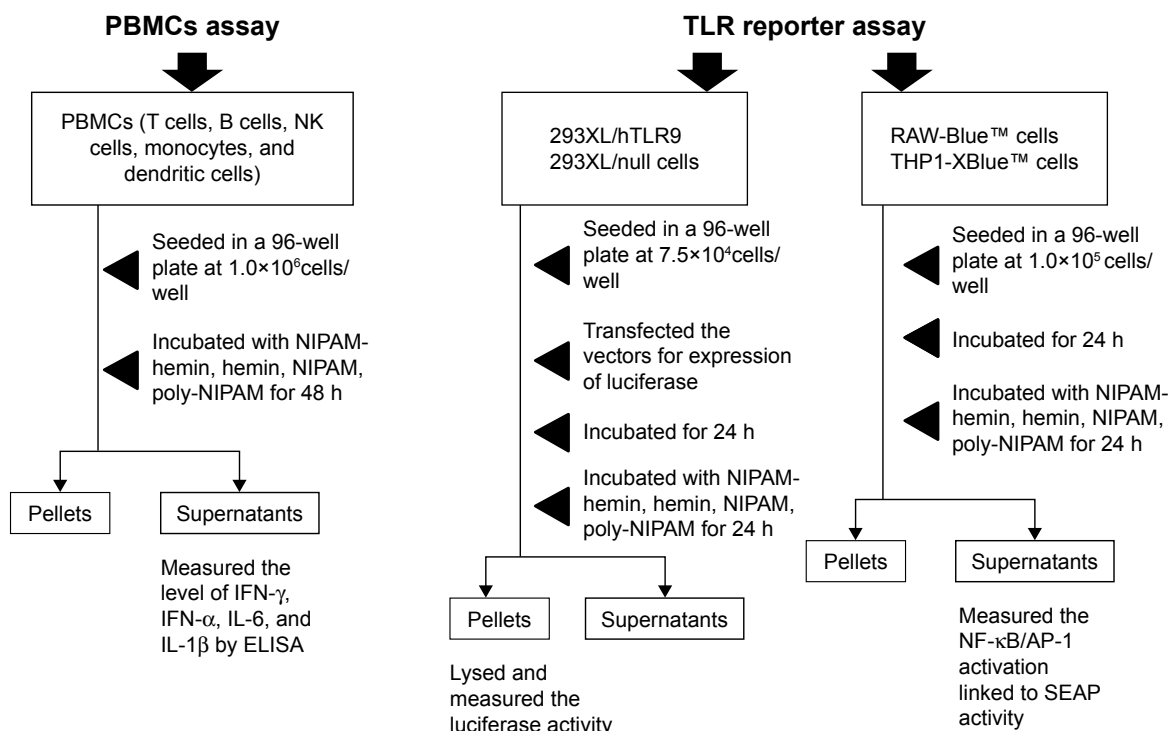 PBMCs assay
PBMCs (T cells, B cells, NK
cells, monocytes, and
dendritic cells)
Seeded in a 96-well
plate at 1.0×10⁶cells/
well
Incubated with NIPAM-
hemin, hemin, NIPAM,
poly-NIPAM for 48 h
Pellets
Supernatants
Measured the
level of IFN-γ,
IFN-α, IL-6, and
IL-1β by ELISA
TLR reporter assay
293XL/hTLR9
293XL/null cells
Seeded in a 96-well
plate at 7.5×10⁴cells/
well
Transfected the
vectors for expression
of luciferase
Incubated for 24 h
Incubated with NIPAM-
hemin, hemin, NIPAM,
poly-NIPAM for 24 h
Pellets
Supernatants
Lysed and
measured the
luciferase activity
RAW-Blue™ cells
THP1-XBlue™ cells
Seeded in a 96-well
plate at 1.0×10⁵ cells/
well
Incubated for 24 h
Incubated with NIPAM-
hemin, hemin, NIPAM,
poly-NIPAM for 24 h
Pellets
Supernatants
Measured the
NF-κB/AP-1
activation
linked to SEAP
activity